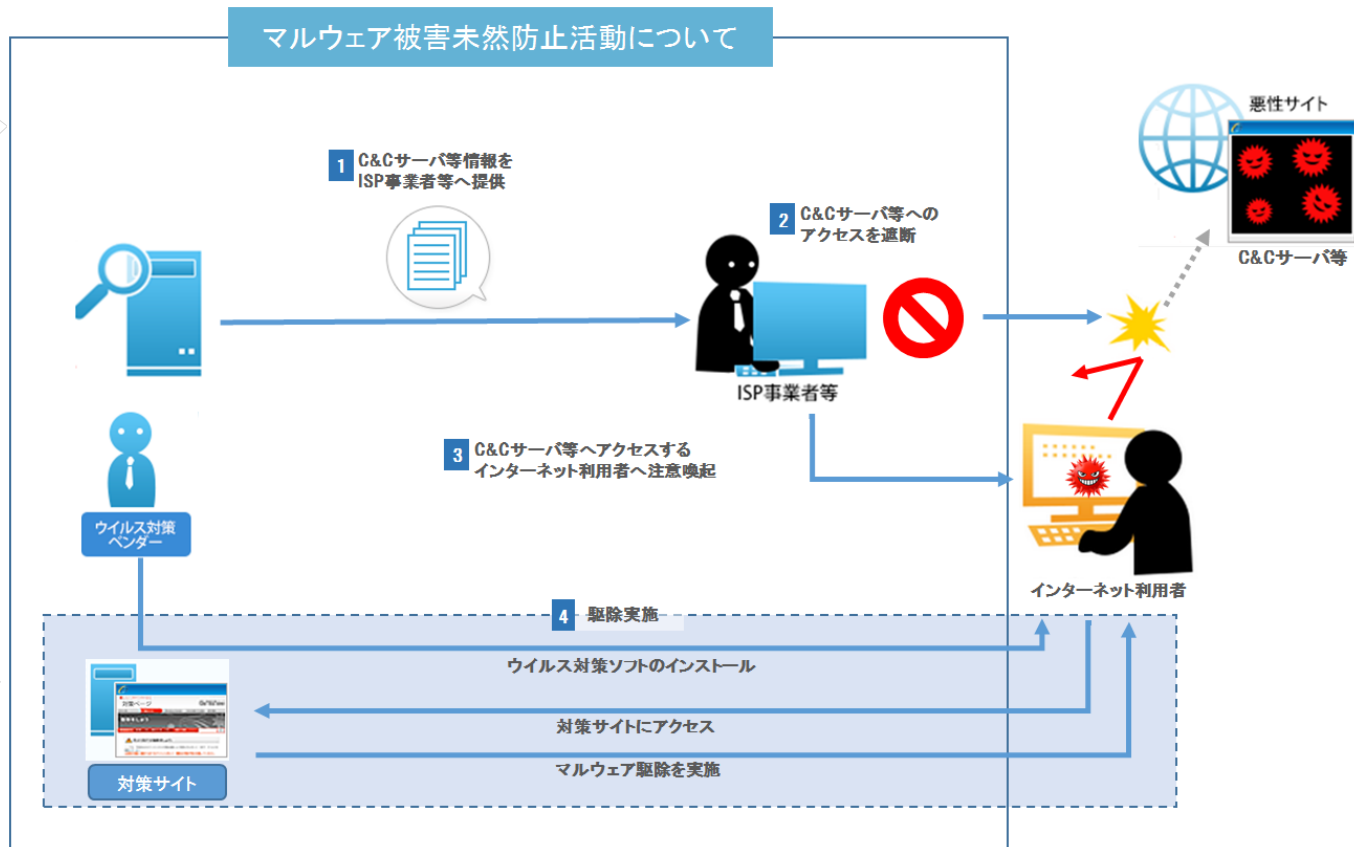 マルウェア被害未然防止活動について
悪性サイト
1
C&Cサーバ等情報を
ISP事業者等へ提供
2
C&Cサーバ等への
アクセスを遮断
C&Cサーバ等
ISP事業者等
3
C&Cサーバ等へアクセスする
インターネット利用者へ注意喚起
ウイルス対策
ベンダー
インターネット利用者
4
駆除実施
ウイルス対策ソフトのインストール
対策ページ
対策サイトにアクセス
マルウェア駆除を実施
対策サイト